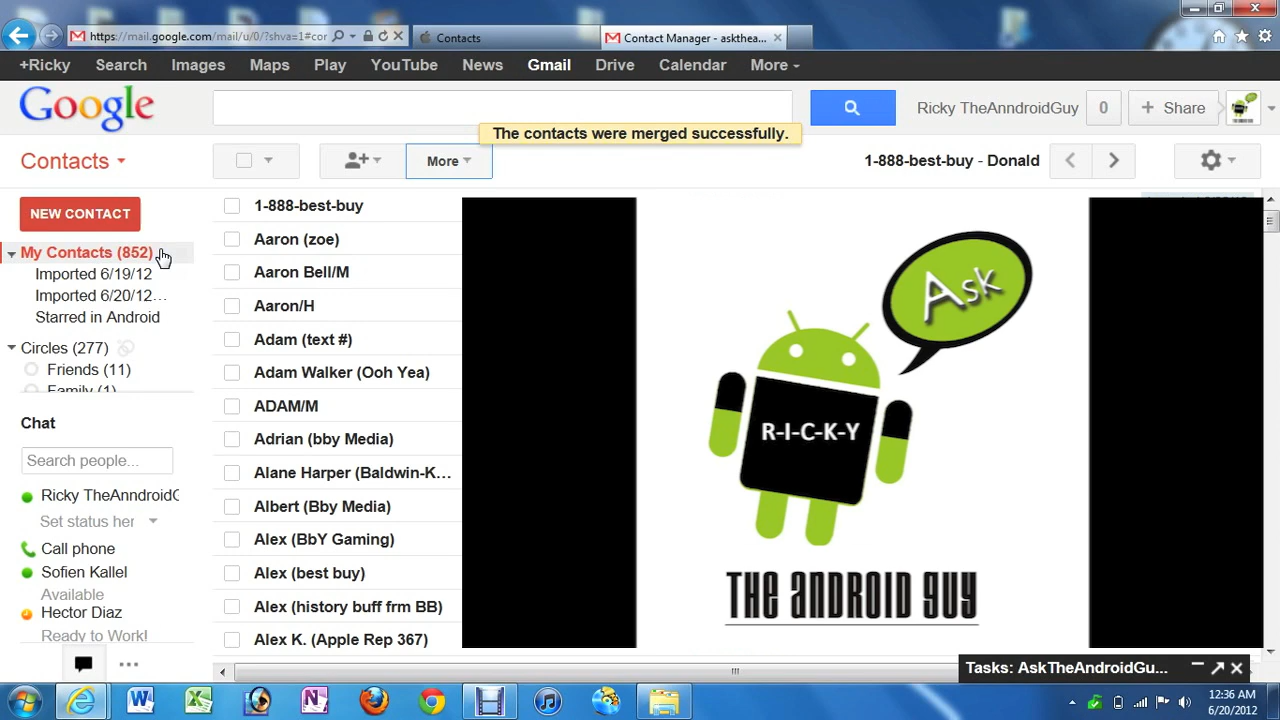 https://mail.google.com/mail/u/0/?shva=1#cor
Contacts
Contact Manager - askthea...
+Ricky Search Images Maps Play YouTube News Gmail Drive Calendar More
Google
Ricky TheAnndroidGuy 0 + Share
The contacts were merged successfully.
Contacts
More
1-888-best-buy - Donald
NEW CONTACT
My Contacts (852)
Imported 6/19/12
Imported 6/20/12...
Starred in Android
Circles (277)
Friends (11)
Family (1)
Chat
Search people...
Ricky TheAnndroidG
Set status her
Call phone
Sofien Kallel
Available
Hector Diaz
Ready to Work!
1-888-best-buy
Aaron (zoe)
Aaron Bell/M
Aaron/H
Adam (text #)
Adam Walker (Ooh Yea)
ADAM/M
Adrian (bby Media)
Alane Harper (Baldwin-K...
Albert (Bby Media)
Alex (BbY Gaming)
Alex (best buy)
Alex (history buff frm BB)
Alex K. (Apple Rep 367)
Ask
R-I-C-K-Y
THE ANDROID GUY
Tasks: AskTheAndroidGu...
12:36 AM
6/20/2012